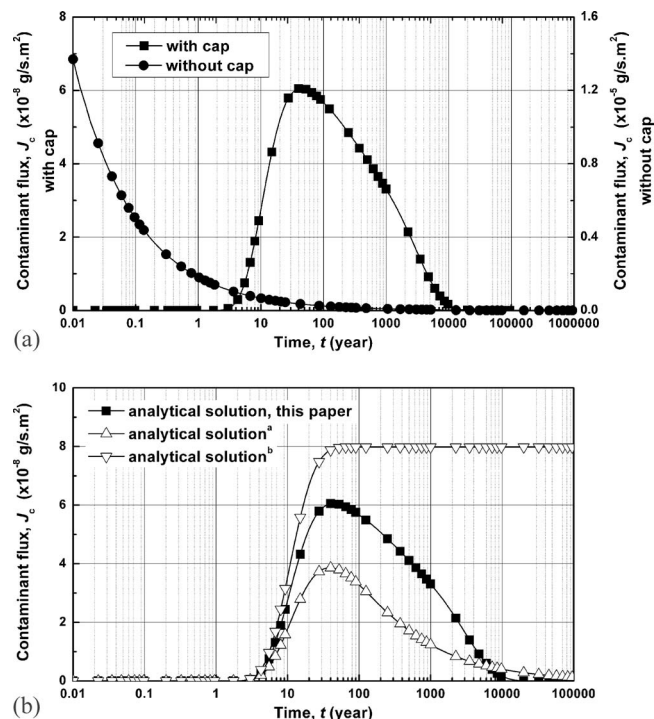 Contaminant flux, Jc (x10-8 g/s.m2)
with cap
8
6
4
2
0
with cap
without cap
1.6
1.2
0.8
0.4
0.0
Contaminant flux, Jc (x10-5 g/s.m2)
without cap
0.01 0.1 1 10 100 1000 10000 100000 1000000
(a)
Time, t (year)
Contaminant flux, Jc (x10-8 g/s.m2)
10
8
6
4
2
0
analytical solution, this paper
analytical solutiona
analytical solutionb
0.01 0.1 1 10 100 1000 10000 100000
(b)
Time, t (year)